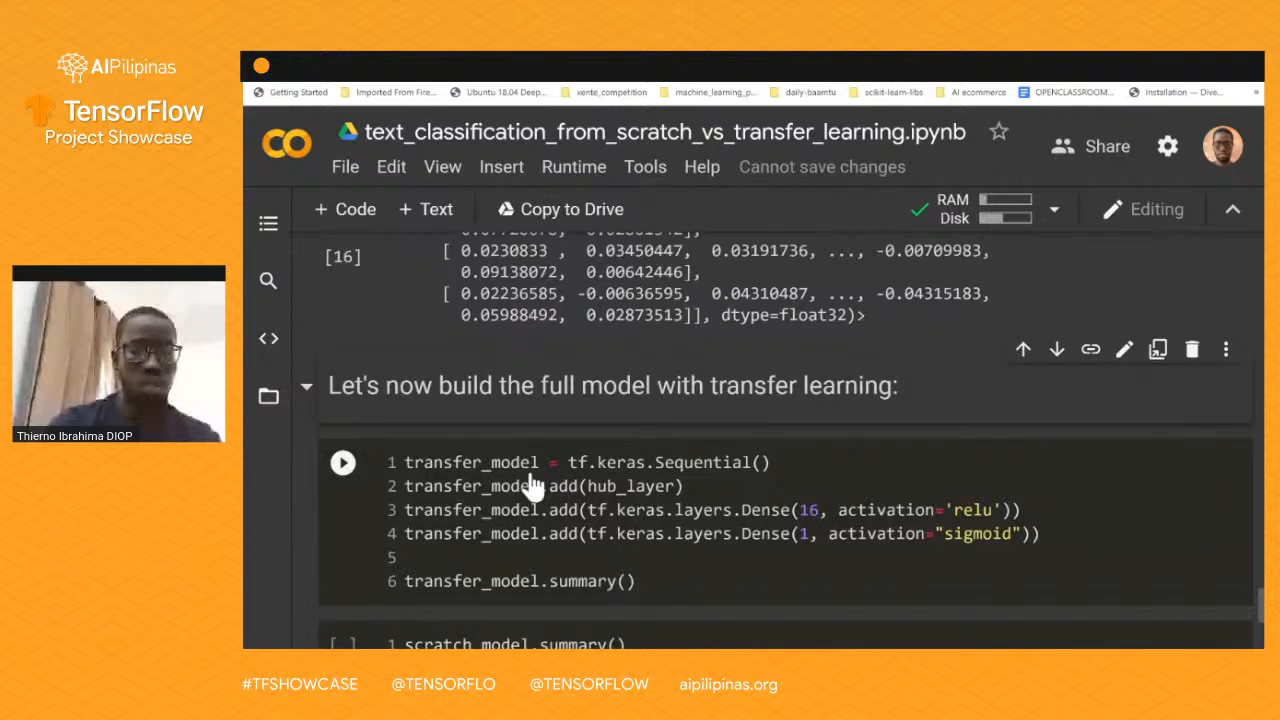 AIPilipinas
TensorFlow
Project Showcase
Getting Started
Imported From Fire...
Ubuntu 18.04 Deep...
xente_competition
machine_learning_p...
daily-baamtu
scikit-learn-libs
AI ecommerce
OPENCLASSROOM...
Installation — Dive...
»
text_classification_from_scratch_vs_transfer_learning.ipynb
Share
File Edit View Insert Runtime Tools Help Cannot save changes
+ Code + Text Copy to Drive
RAM
Disk
Editing
[16]
[ 0.0230833 , 0.03450447, 0.03191736, ..., -0.00709983,
0.09138072, 0.00642446],
[ 0.02236585, -0.00636595, 0.04310487, ..., -0.04315183,
0.05988492, 0.02873513]], dtype=float32)>
Let's now build the full model with transfer learning:
1 transfer_model = tf.keras.Sequential()
2 transfer_model.add(hub_layer)
3 transfer_model.add(tf.keras.layers.Dense(16, activation='relu'))
4 transfer_model.add(tf.keras.layers.Dense(1, activation="sigmoid"))
5
6 transfer_model.summary()
[ ] 1 scratch_model.summary()
Thierno Ibrahima DIOP
#TFSHOWCASE @TENSORFLO @TENSORFLOW aipilipinas.org